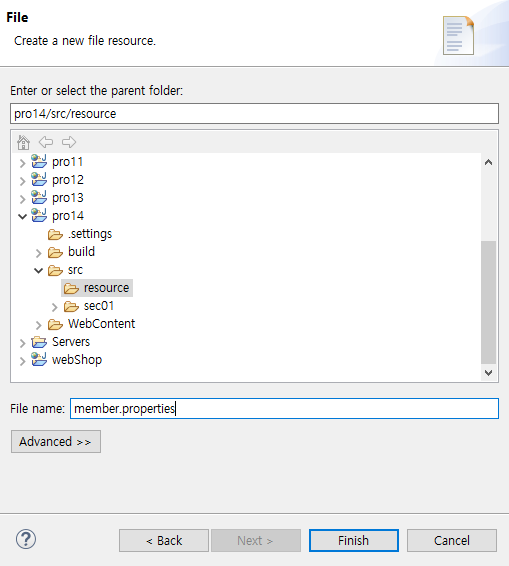 File
Create a new file resource.
Enter or select the parent folder:
pro14/src/resource
pro11
pro12
pro13
pro14
.settings
build
src
resource
sec01
WebContent
Servers
webShop
File name: member.properties
Advanced >>
? < Back Next > Finish Cancel